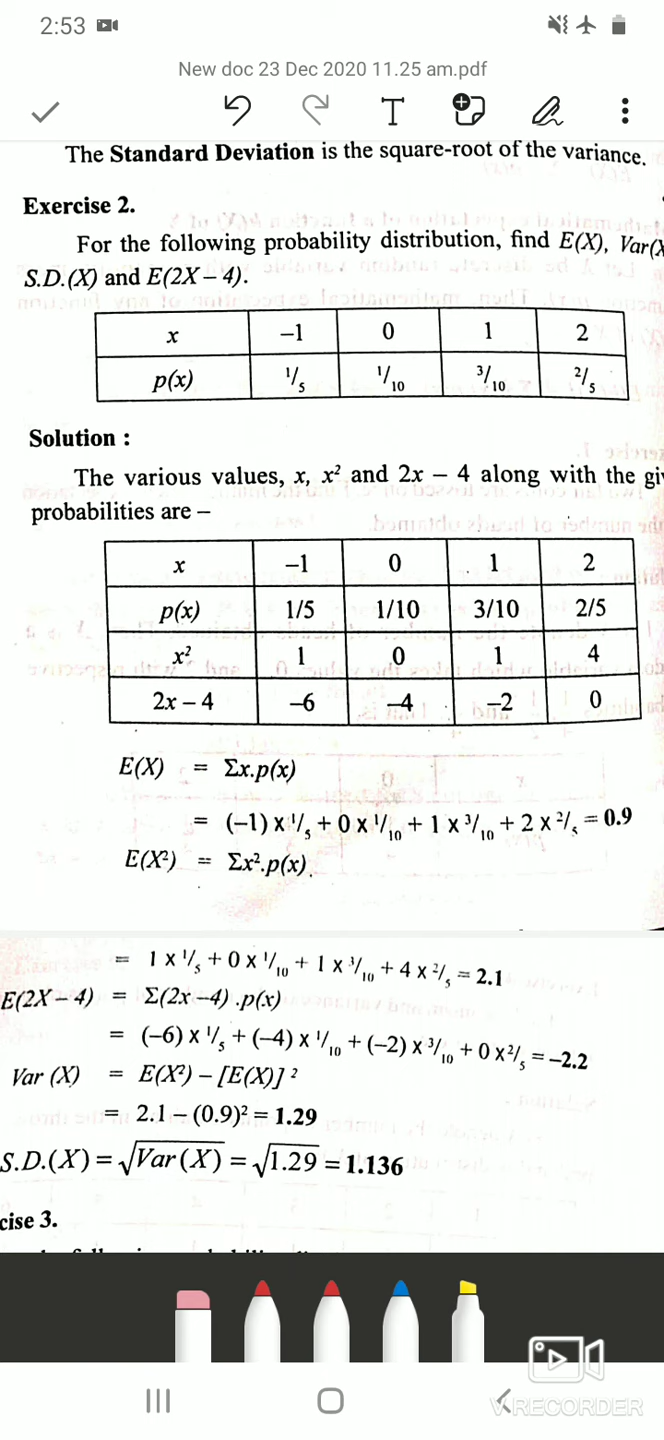 2:53
New doc 23 Dec 2020 11.25 am.pdf
T
The Standard Deviation is the square-root of the variance.
Exercise 2.
For the following probability distribution, find E(X), Var(X
S.D.(X) and E(2X – 4).
x –1 0 1 2
p(x) 1/5 1/10 3/10 2/5
Solution :
The various values, x, x² and 2x – 4 along with the giv
probabilities are –
x –1 0 1 2
p(x) 1/5 1/10 3/10 2/5
x² 1 0 1 4
2x – 4 –6 –4 –2 0
E(X) = Σx.p(x)
= (–1) x 1/5 + 0 x 1/10 + 1 x 3/10 + 2 x 2/5 = 0.9
E(X²) = Σx².p(x).
= 1 x 1/5 + 0 x 1/10 + 1 x 3/10 + 4 x 2/5 = 2.1
E(2X – 4) = Σ(2x–4) .p(x)
= (–6) x 1/5 + (–4) x 1/10 + (–2) x 3/10 + 0 x 2/5 = –2.2
Var (X) = E(X²) – [E(X)] ²
= 2.1 – (0.9)² = 1.29
S.D.(X) = √Var (X) = √1.29 = 1.136
cise 3.
V RECORDER